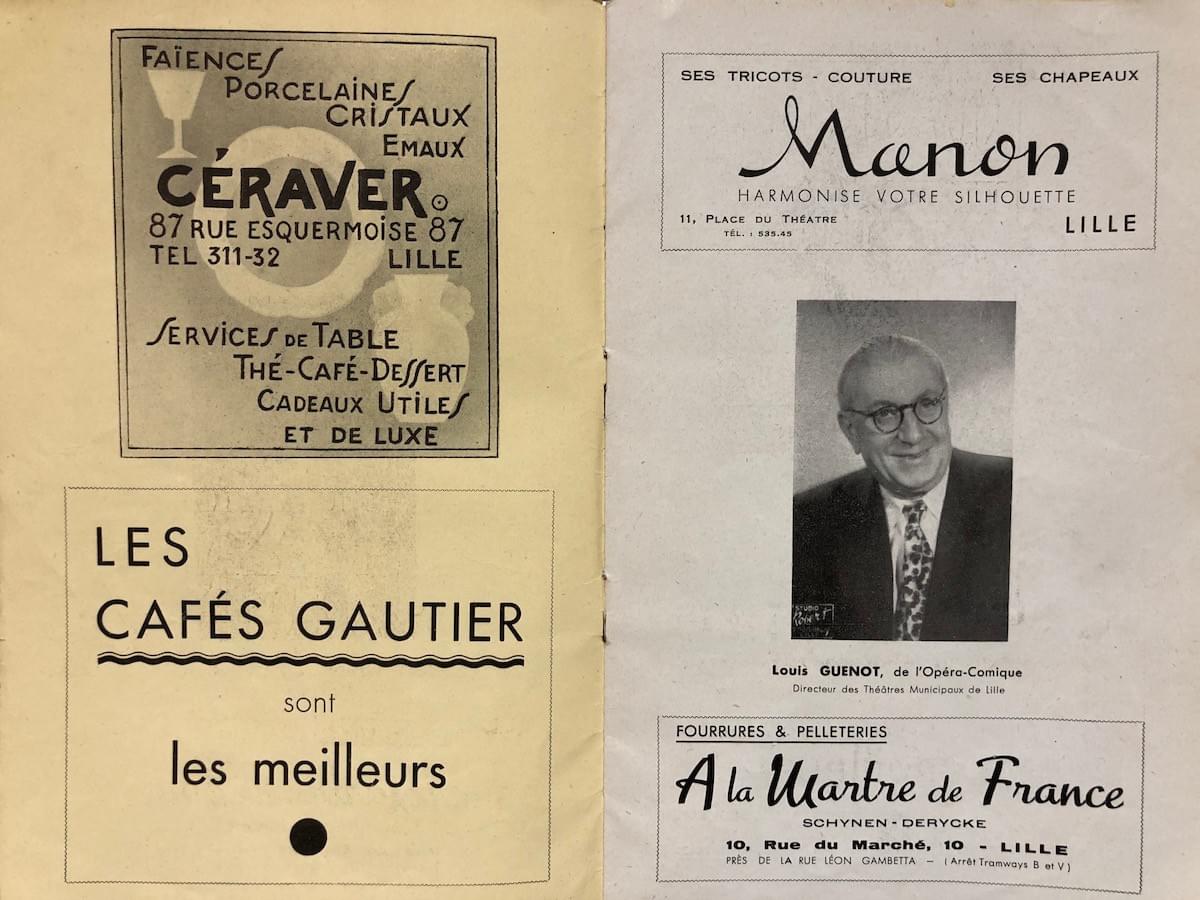 FAÏENCES
PORCELAINES
CRISTAUX
EMAUX
CÉRAVER.
87 RUE ESQUERMOISE 87
TEL 311-32 LILLE
SERVICES DE TABLE
THÉ-CAFÉ-DESSERT
CADEAUX UTILES
ET DE LUXE
LES
CAFÉS GAUTIER
sont
les meilleurs
SES TRICOTS - COUTURE SES CHAPEAUX
Manon
HARMONISE VOTRE SILHOUETTE
11, PLACE DU THÉATRE
TÉL. : 535.45
LILLE
STUDIO
Robert
Louis GUENOT, de l'Opéra-Comique
Directeur des Théâtres Municipaux de Lille
FOURRURES & PELLETERIES
A la Martre de France
SCHYNEN - DERYCKE
10, Rue du Marché, 10 - LILLE
PRÈS DE LA RUE LÉON GAMBETTA — (Arrêt Tramways B et V)